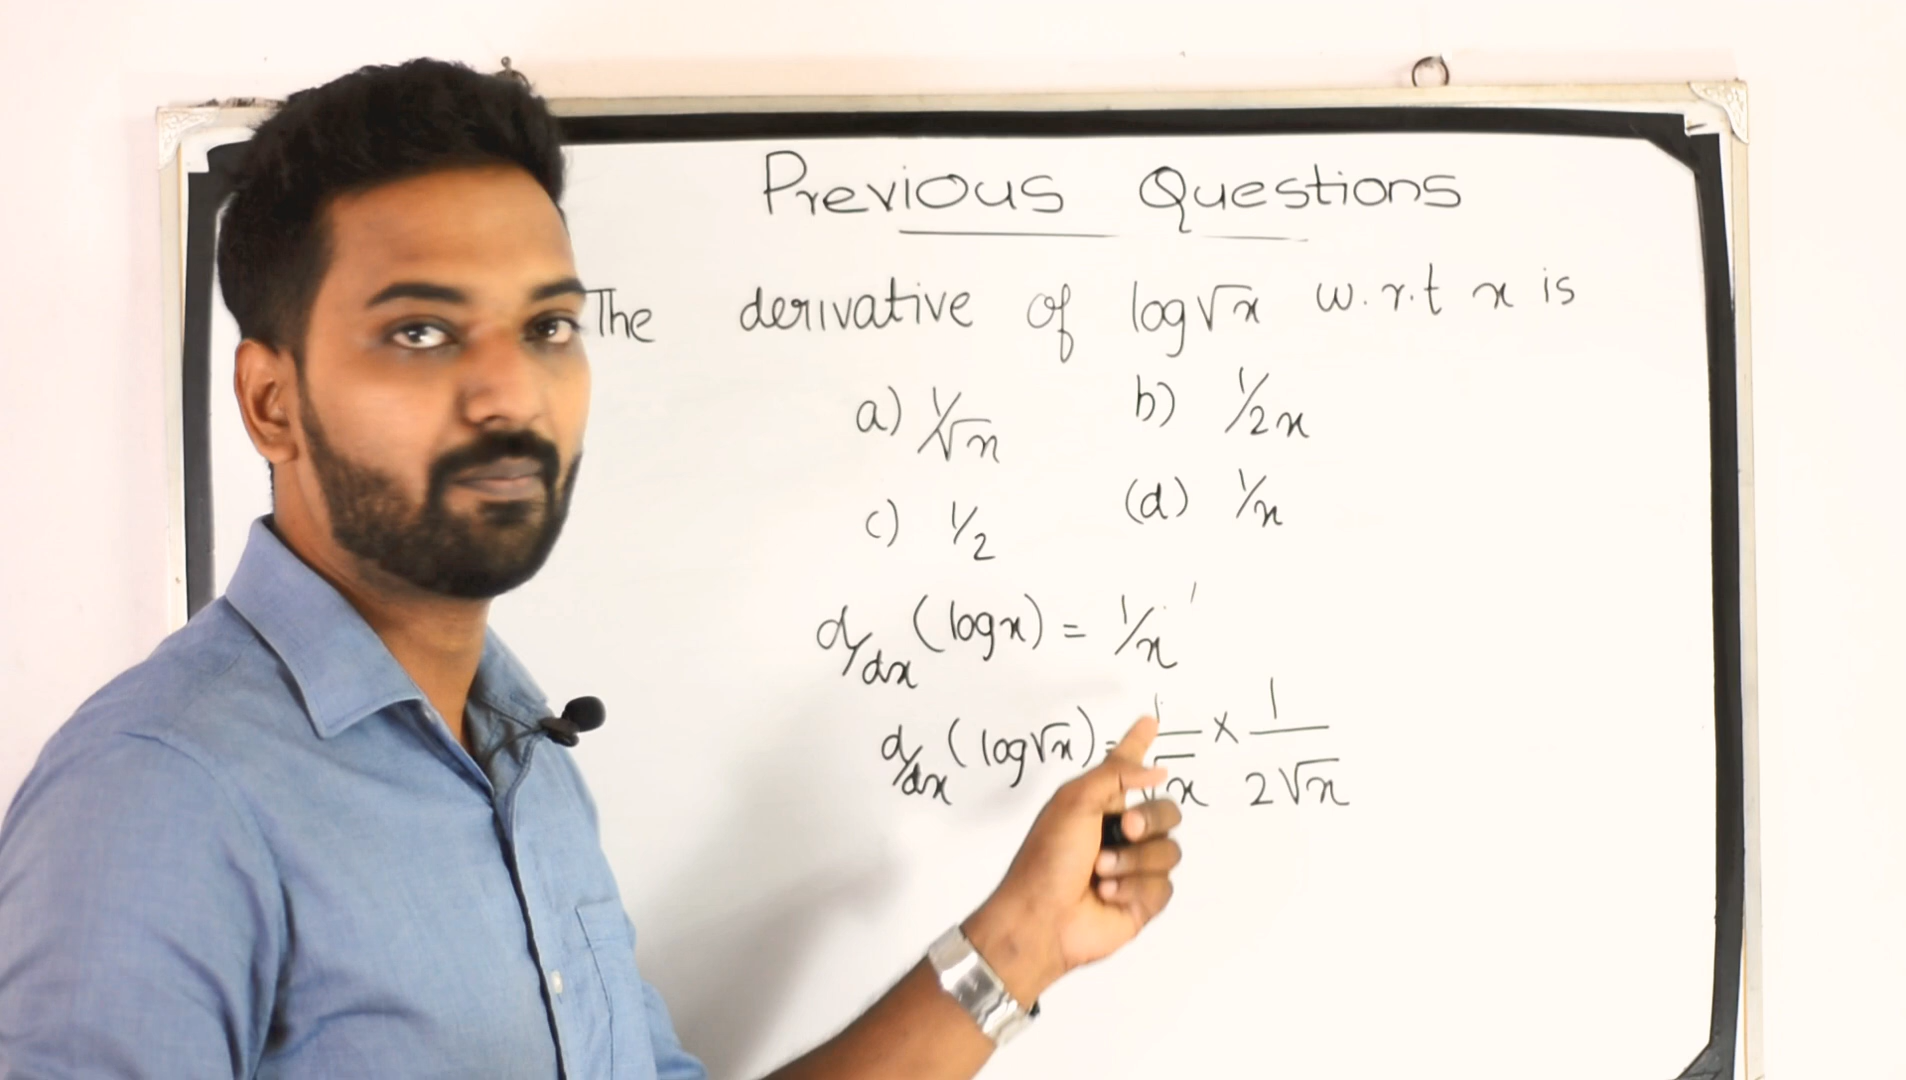 Previous Questions
The derivative of log√x w.r.t x is
a) 1/√x b) 1/2x
c) 1/2 (d) 1/x
d/dx (logx) = 1/x
d/dx (log√x) = 1/√x × 1/2√x